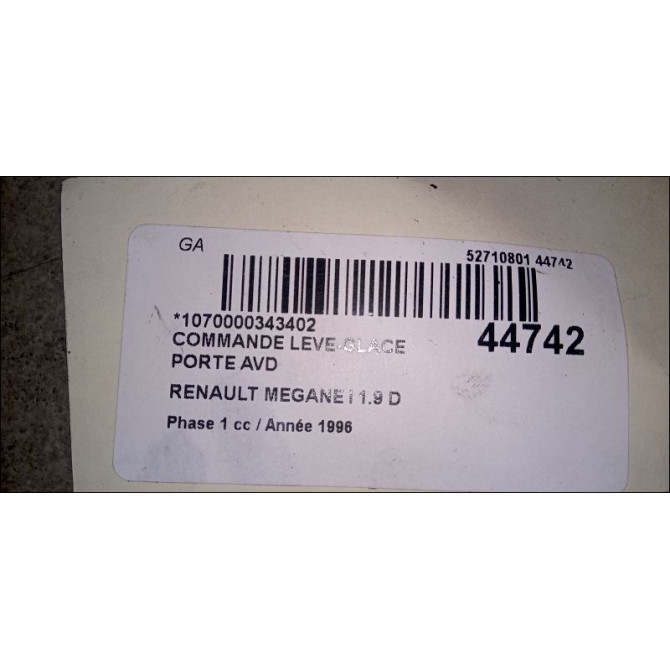 GA
52710801 44742
*1070000343402
44742
COMMANDE LEVE-GLACE
PORTE AVD
RENAULT MEGANE I 1.9 D
Phase 1 cc / Année 1996